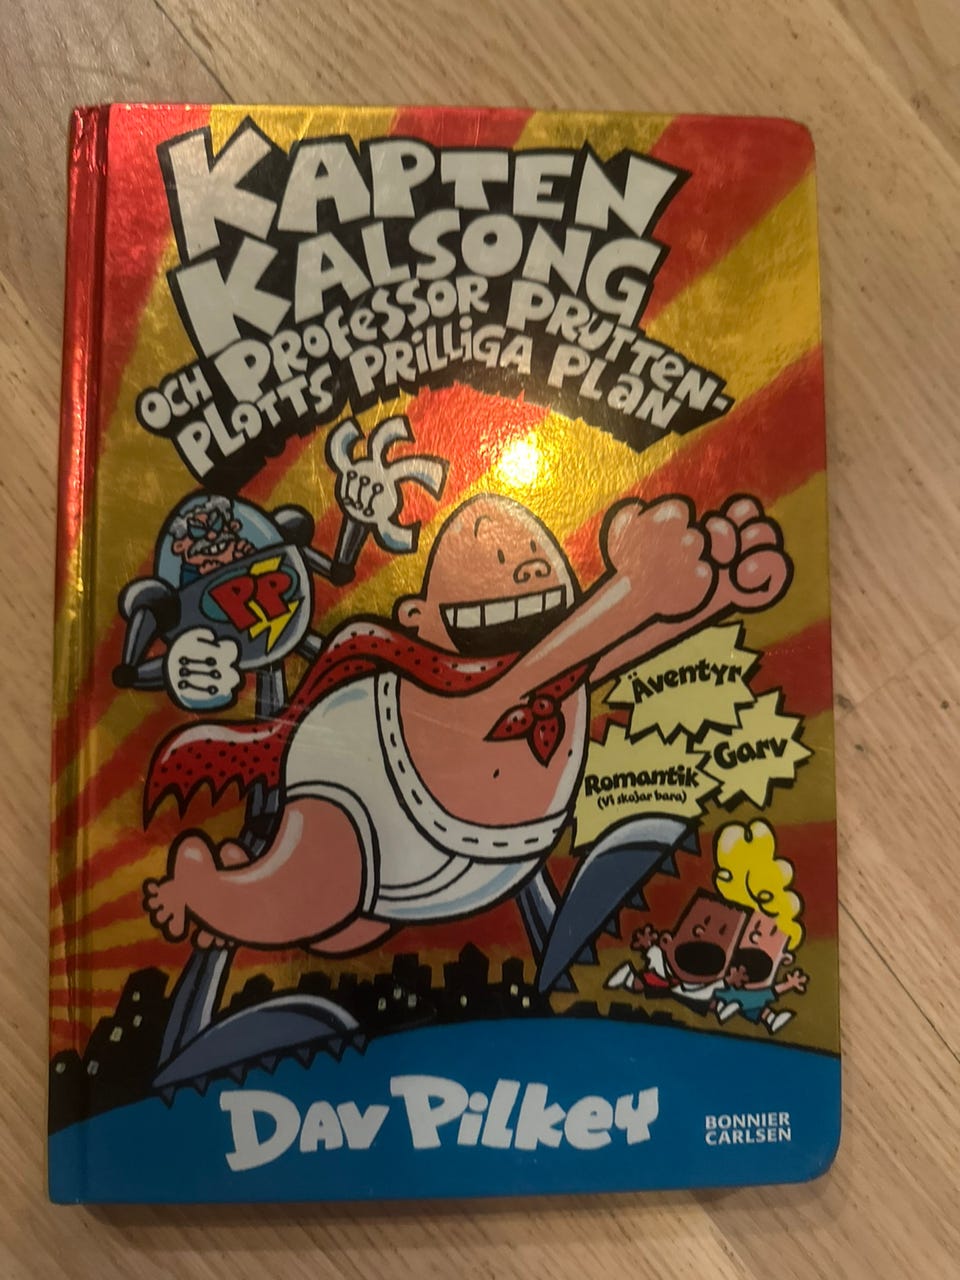 KAPTEN
KALSONG
OCH PROFESSOR PRUTTEN-
PLOTTS PRILLIGA PLAN
PP
Äventyr
Garv
Romantik
(Vi skojar bara)
Dav Pilkey
BONNIER
CARLSEN